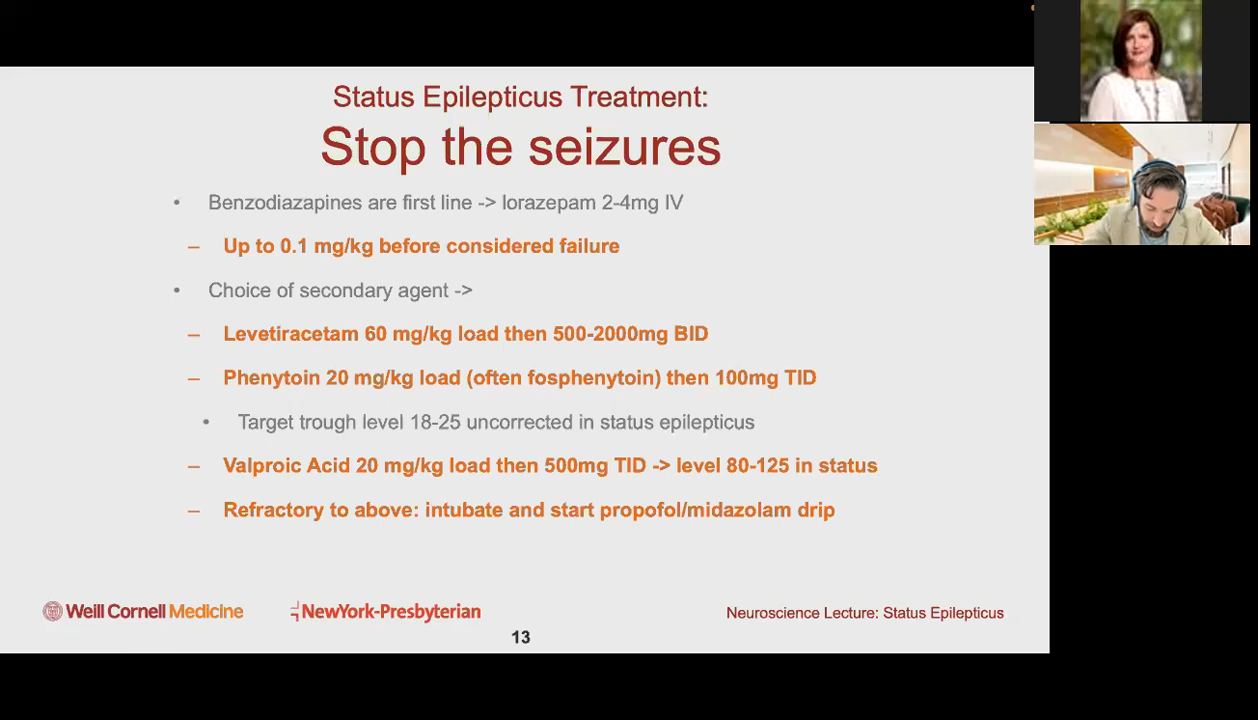 Status Epilepticus Treatment:
Stop the seizures
• Benzodiazapines are first line -> lorazepam 2-4mg IV
– Up to 0.1 mg/kg before considered failure
• Choice of secondary agent ->
– Levetiracetam 60 mg/kg load then 500-2000mg BID
– Phenytoin 20 mg/kg load (often fosphenytoin) then 100mg TID
• Target trough level 18-25 uncorrected in status epilepticus
– Valproic Acid 20 mg/kg load then 500mg TID -> level 80-125 in status
– Refractory to above: intubate and start propofol/midazolam drip
Weill Cornell Medicine
NewYork-Presbyterian
Neuroscience Lecture: Status Epilepticus
13